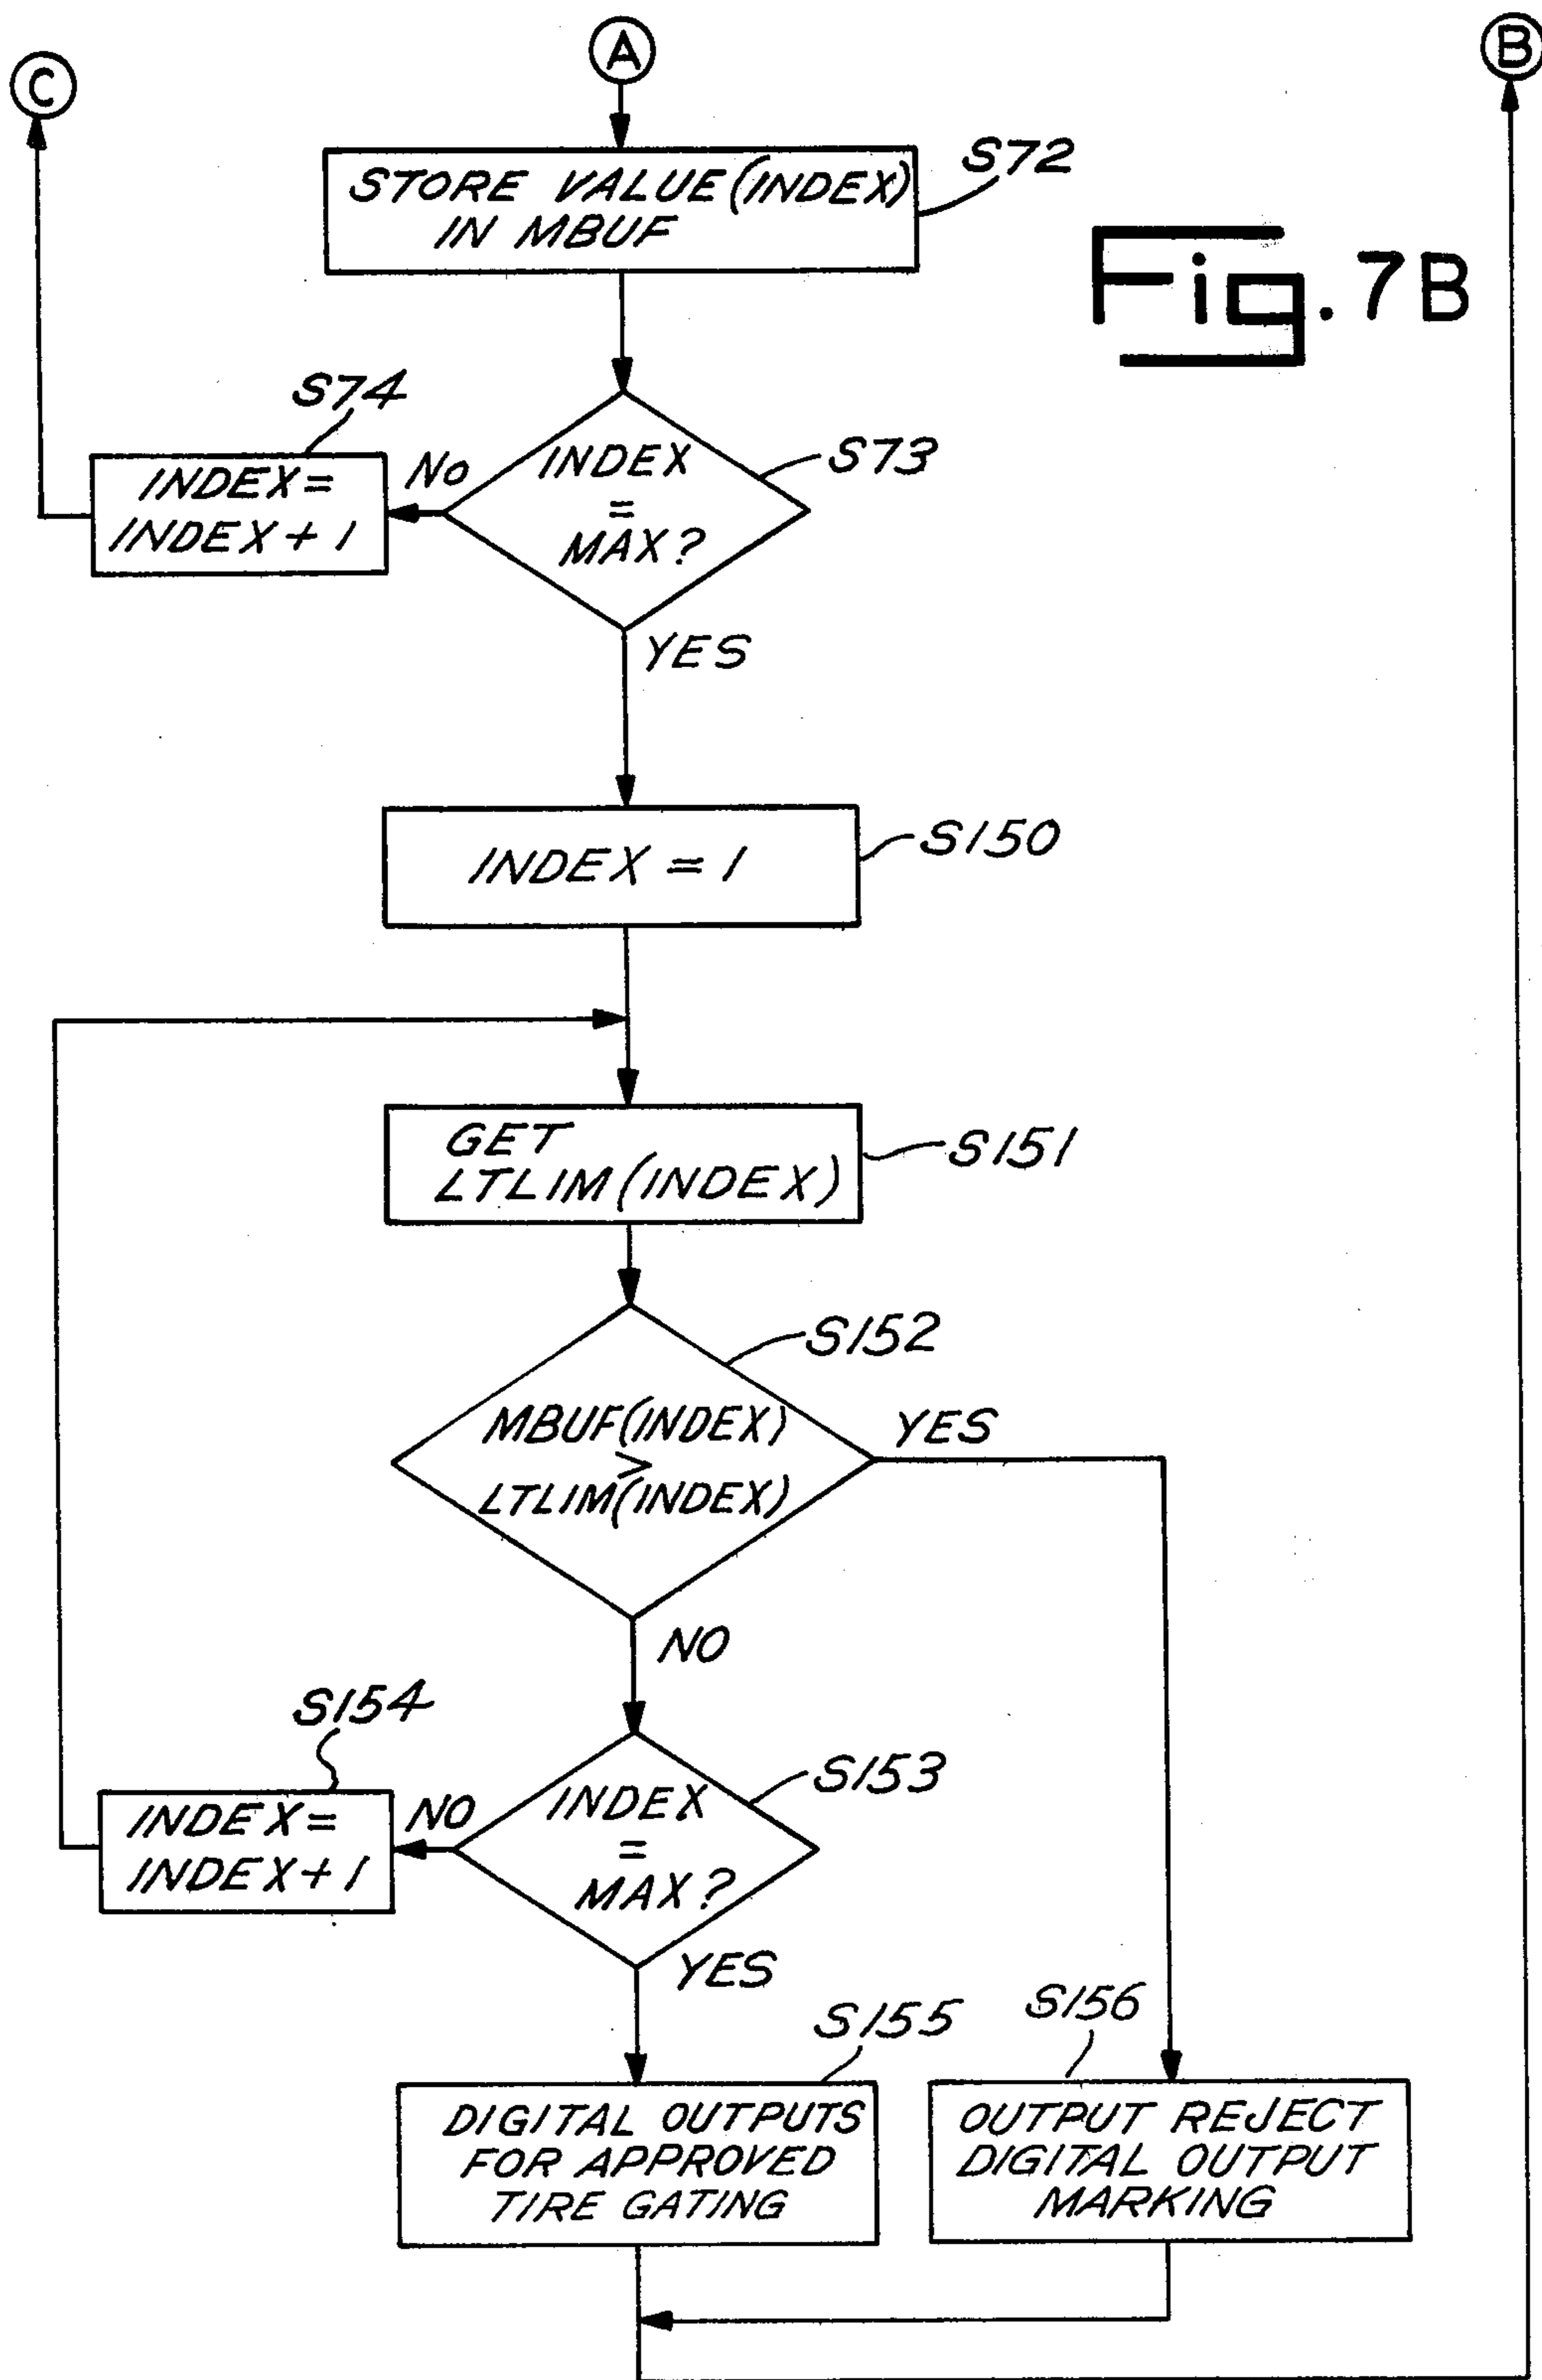 A
B
C
STORE VALUE(INDEX)
IN MBUF
S72
Fig. 7B
S74
INDEX
=
MAX?
S73
No
INDEX=
INDEX+1
YES
INDEX = 1
S150
GET
LTLIM(INDEX)
S151
S152
MBUF(INDEX)
>
LTLIM(INDEX)
YES
NO
S154
INDEX
=
MAX?
S153
NO
INDEX=
INDEX+1
YES
S155
S156
DIGITAL OUTPUTS
FOR APPROVED
TIRE GATING
OUTPUT REJECT
DIGITAL OUTPUT
MARKING